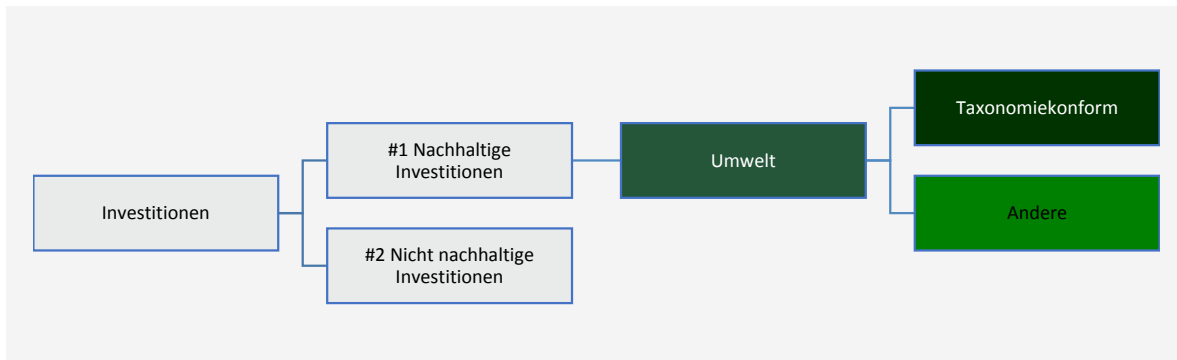 Investitionen
#1 Nachhaltige
Investitionen
#2 Nicht nachhaltige
Investitionen
Umwelt
Taxonomiekonform
Andere